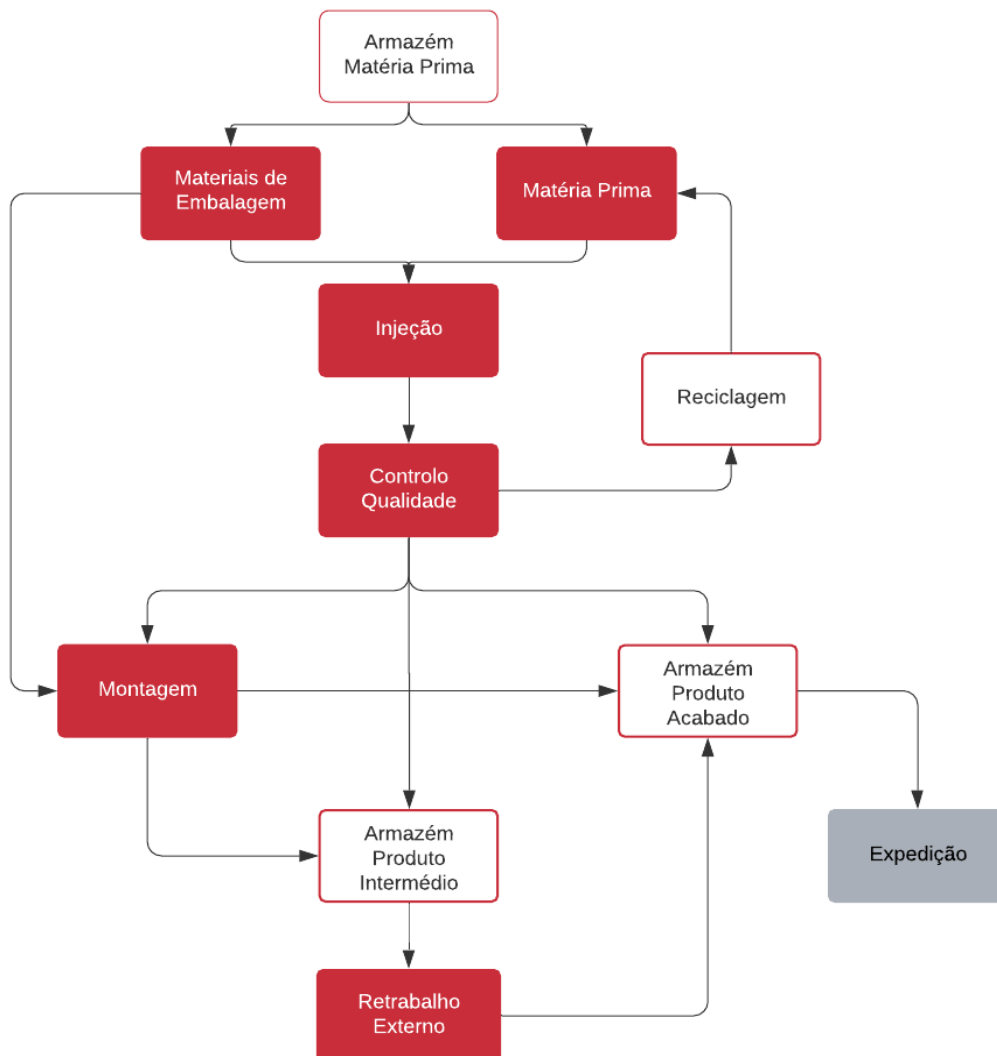 Armazém
Matéria Prima
Materiais de
Embalagem
Matéria Prima
Injeção
Reciclagem
Controlo
Qualidade
Montagem
Armazém
Produto
Acabado
Armazém
Produto
Intermédio
Expedição
Retrabalho
Externo